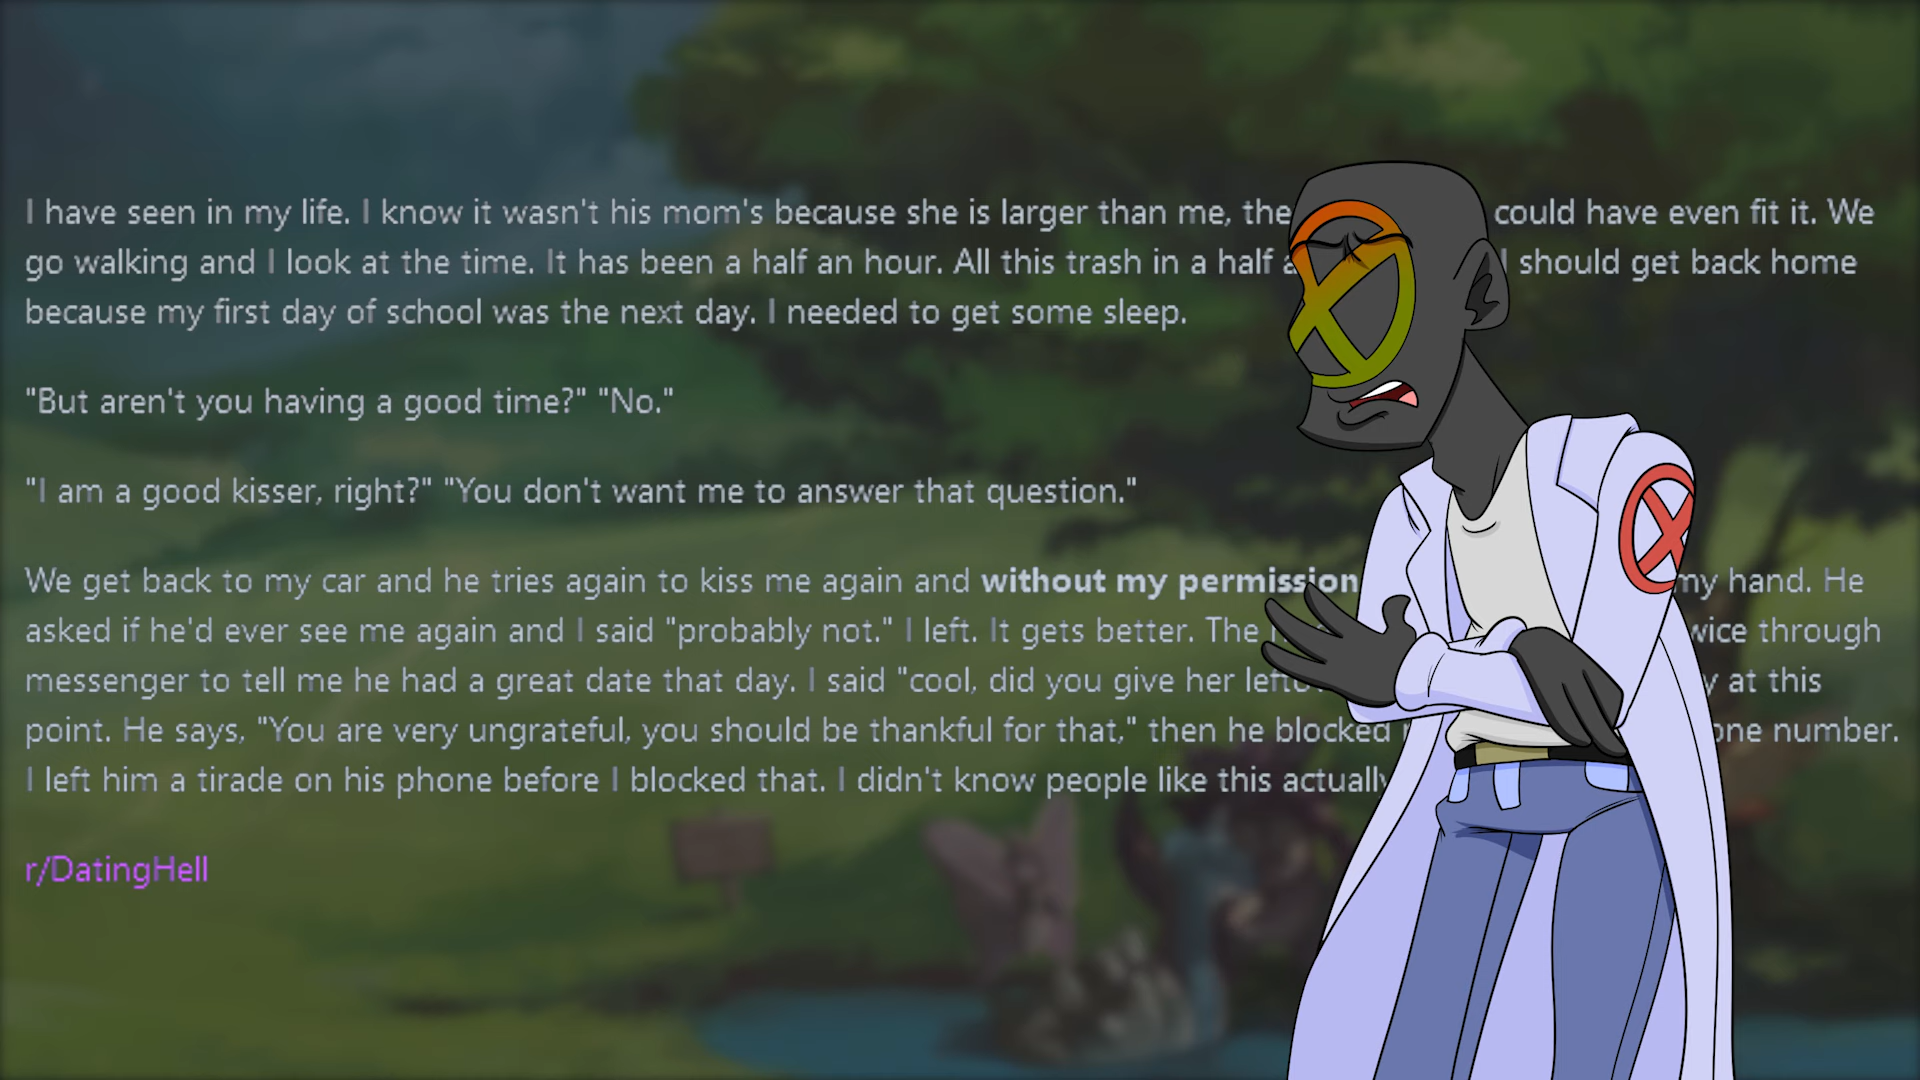 I have seen in my life. I know it wasn't his mom's because she is larger than me, the could have even fit it. We
go walking and I look at the time. It has been a half an hour. All this trash in a half I should get back home
because my first day of school was the next day. I needed to get some sleep.
"But aren't you having a good time?" "No."
"I am a good kisser, right?" "You don't want me to answer that question."
We get back to my car and he tries again to kiss me again and without my permission my hand. He
asked if he'd ever see me again and I said "probably not." I left. It gets better. The through
messenger to tell me he had a great date that day. I said "cool, did you give her at this
point. He says, "You are very ungrateful, you should be thankful for that," then he blocked number.
I left him a tirade on his phone before I blocked that. I didn't know people like this actually
r/DatingHell